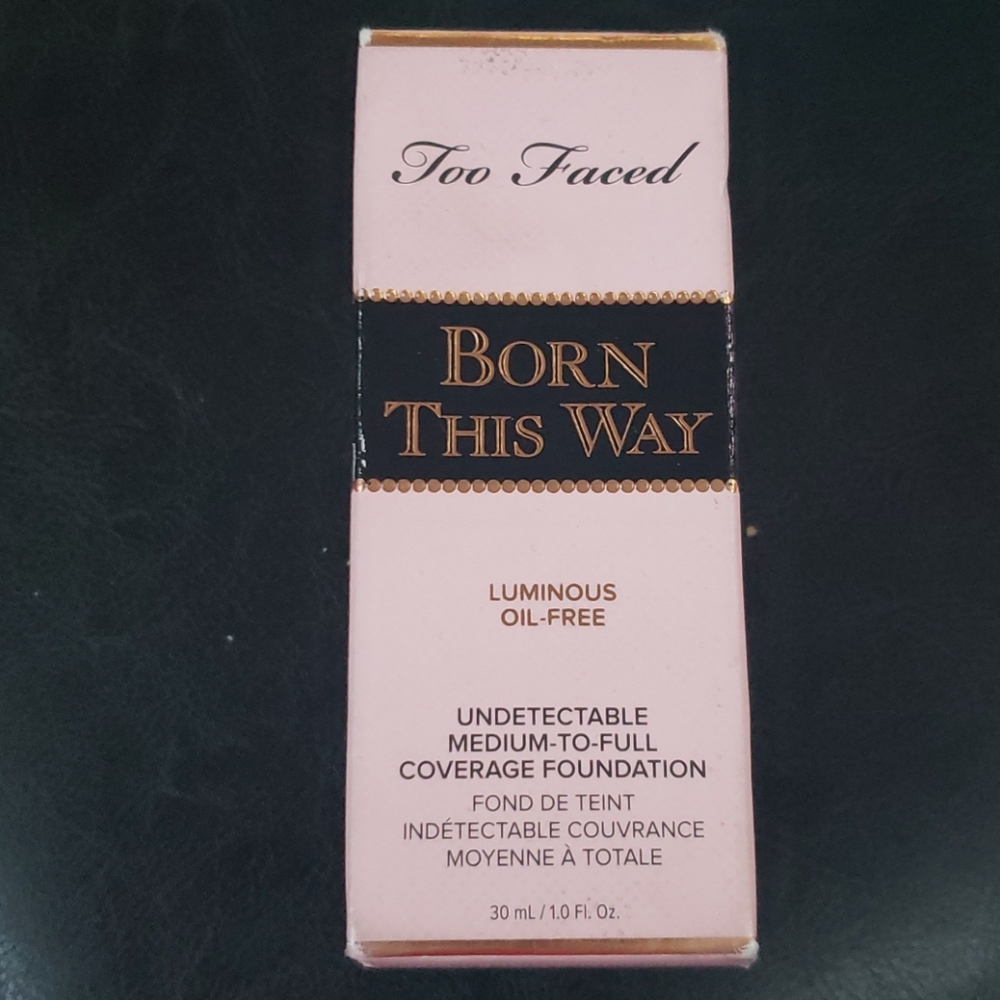 Too Faced
BORN
THIS WAY
LUMINOUS
OIL-FREE
UNDETECTABLE
MEDIUM-TO-FULL
COVERAGE FOUNDATION
FOND DE TEINT
INDÉTECTABLE COUVRANCE
MOYENNE À TOTALE
30 mL / 1.0 Fl. Oz.